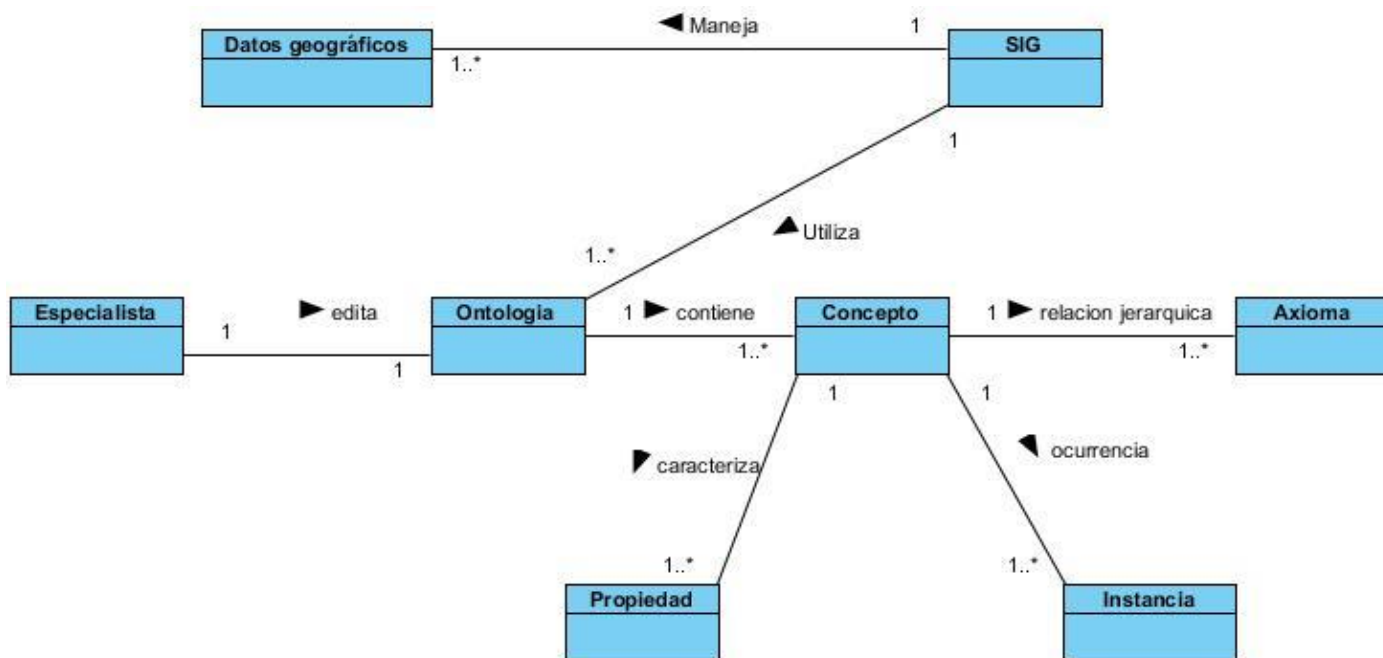 ◄ Maneja
1
Datos geográficos
SIG
1..*
1
◄ Utiliza
1..*
Especialista
► edita
Ontologia
1 ► contiene
Concepto
1 ► relacion jerarquica
Axioma
1
1
1..*
1..*
1
1
caracteriza
ocurrencia
1..*
1..*
Propiedad
Instancia